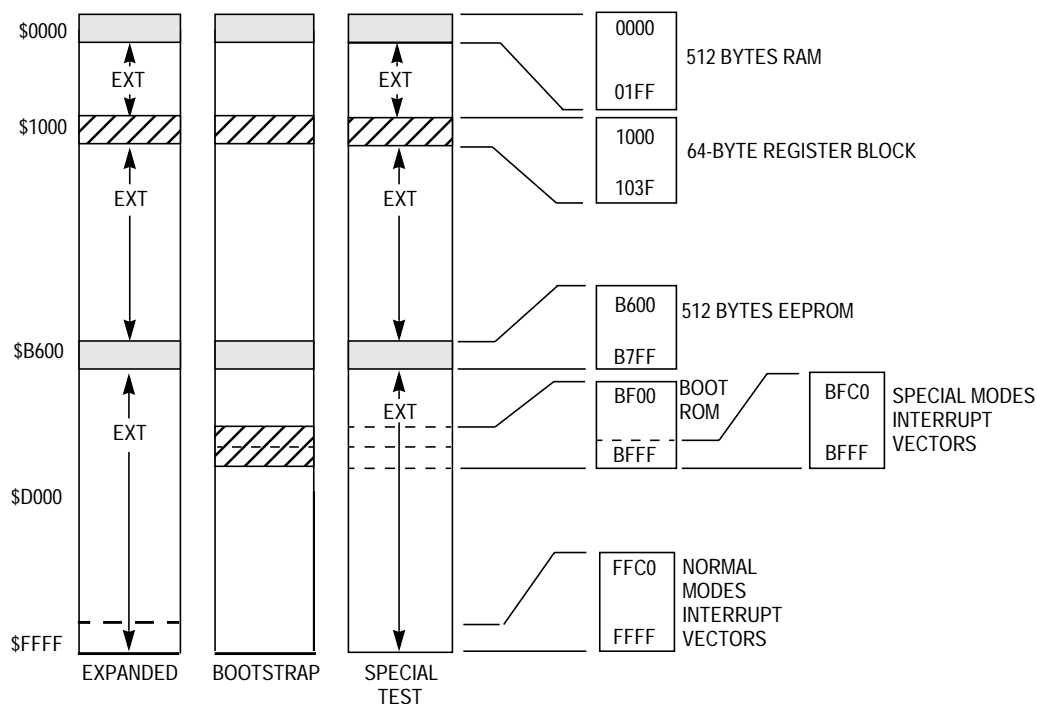 $0000
EXT
$1000
EXT
$B600
EXT
$D000
$FFFF
EXPANDED
BOOTSTRAP
EXT
EXT
EXT
SPECIAL
TEST
0000
01FF
512 BYTES RAM
1000
103F
64-BYTE REGISTER BLOCK
B600
B7FF
512 BYTES EEPROM
BF00
BFFF
BOOT
ROM
BFC0
BFFF
SPECIAL MODES
INTERRUPT
VECTORS
FFC0
FFFF
NORMAL
MODES
INTERRUPT
VECTORS